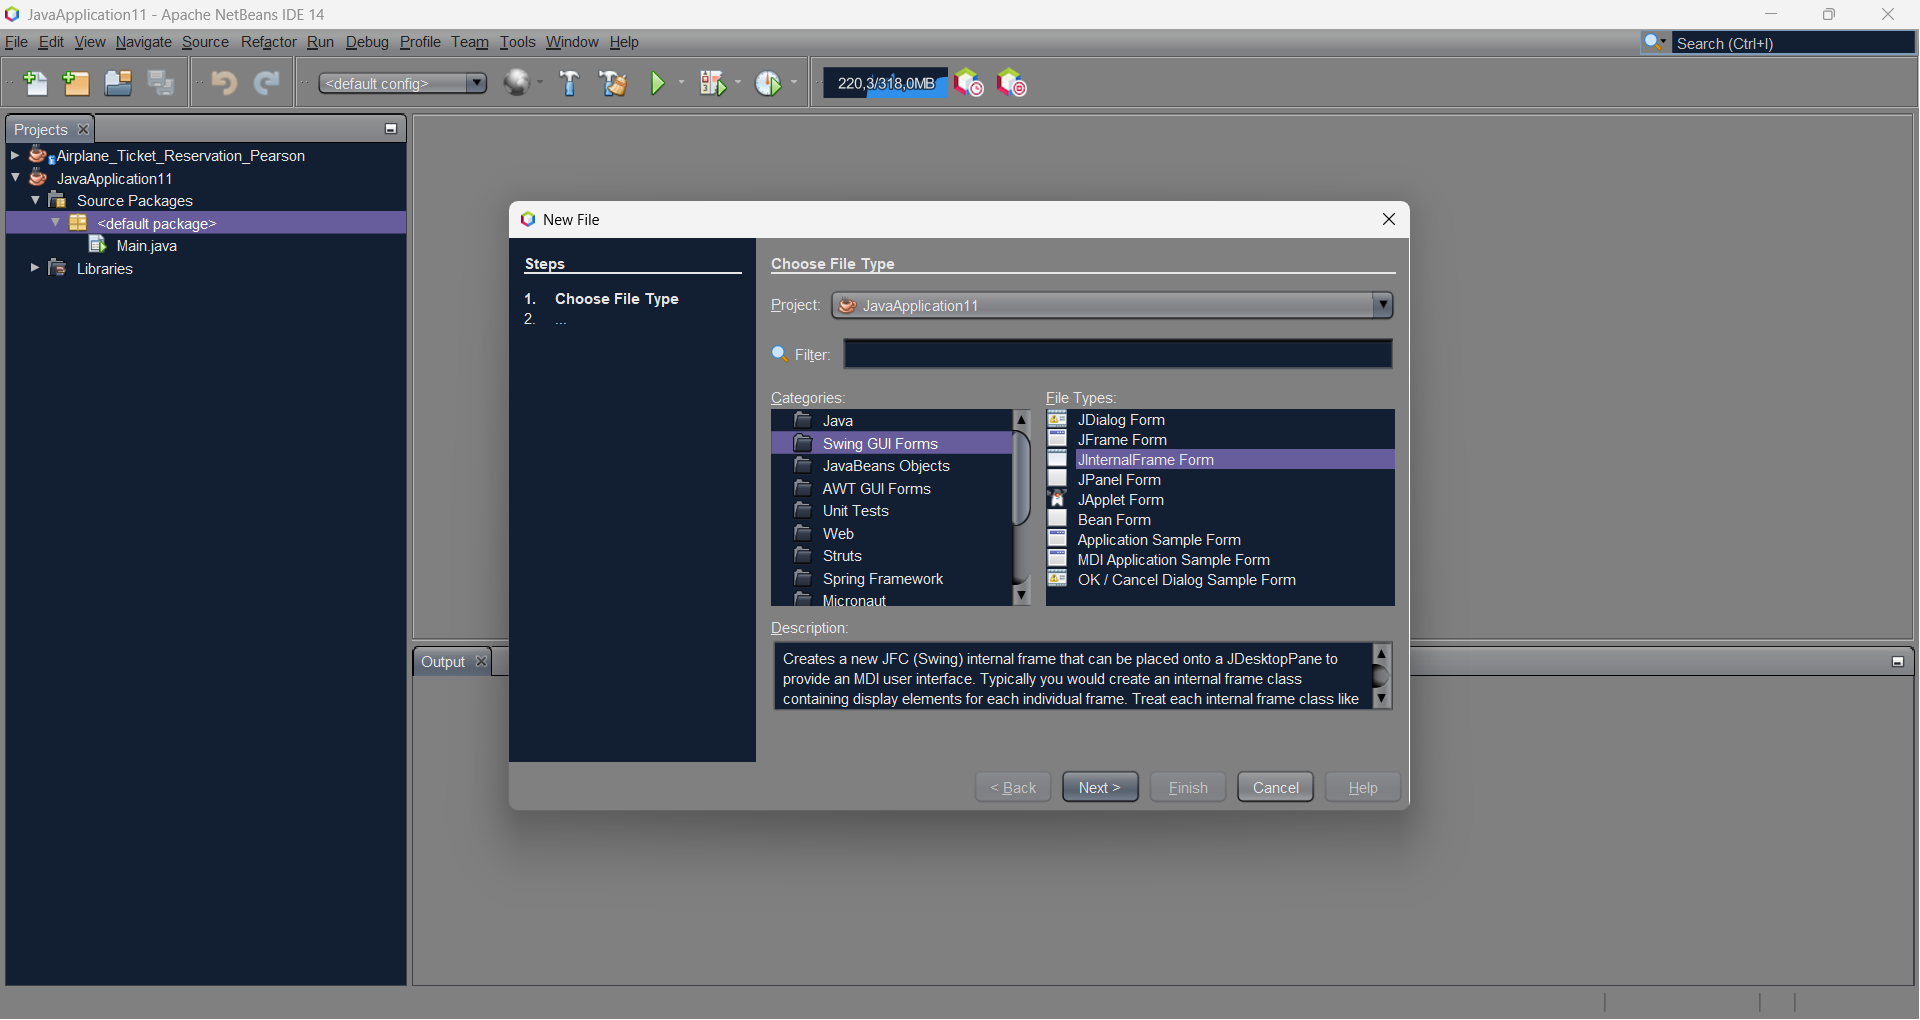 JavaApplication11 - Apache NetBeans IDE 14
File Edit View Navigate Source Refactor Run Debug Profile Team Tools Window Help
Search (Ctrl+I)
<default config>
220,3/318,0MB
Projects
Airplane_Ticket_Reservation_Pearson
JavaApplication11
Source Packages
<default package>
Main.java
Libraries
New File
Steps
1. Choose File Type
2. ...
Choose File Type
Project: JavaApplication11
Filter:
Categories:
Java
Swing GUI Forms
JavaBeans Objects
AWT GUI Forms
Unit Tests
Web
Struts
Spring Framework
Micronaut
File Types:
JDialog Form
JFrame Form
JInternalFrame Form
JPanel Form
JApplet Form
Bean Form
Application Sample Form
MDI Application Sample Form
OK / Cancel Dialog Sample Form
Description:
Creates a new JFC (Swing) internal frame that can be placed onto a JDesktopPane to
provide an MDI user interface. Typically you would create an internal frame class
containing display elements for each individual frame. Treat each internal frame class like
< Back Next > Finish Cancel Help
Output